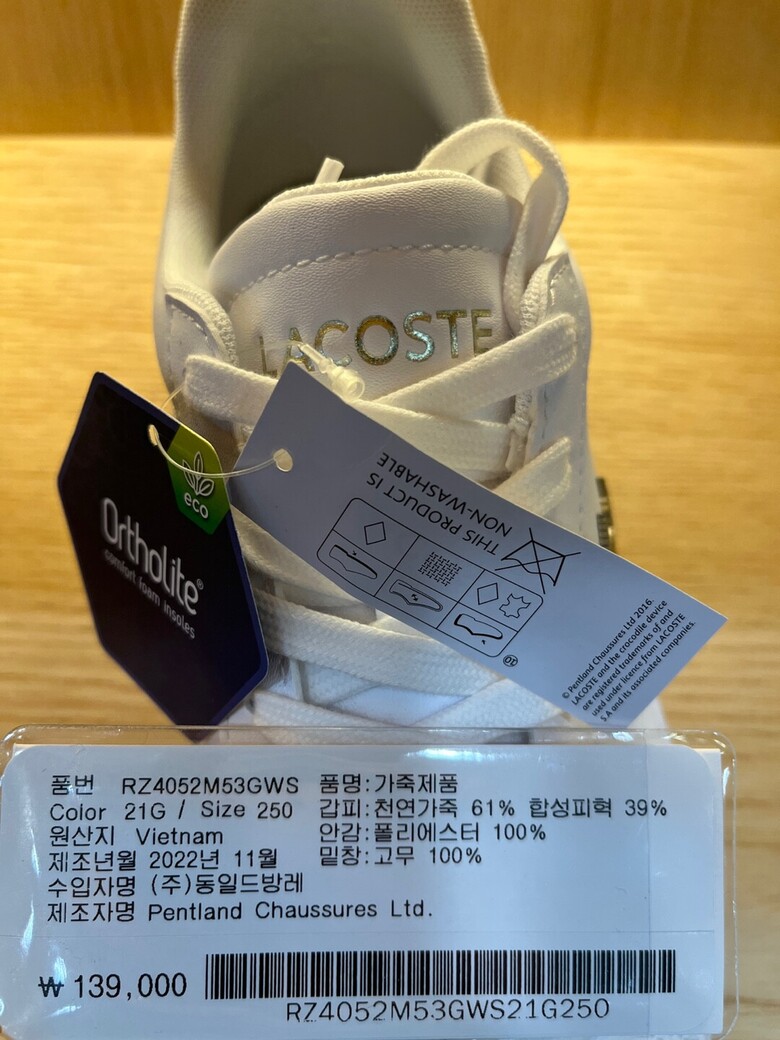 LACOSTE
eco
Ortholite®
comfort foam insoles
THIS PRODUCT IS
NON-WASHABLE
10
© Pentland Chaussures Ltd 2016.
LACOSTE and the crocodile device
are registered trademarks of and
used under licence from LACOSTE
S.A and its associated companies.
품번 RZ4052M53GWS 품명:가죽제품
Color 21G / Size 250 갑피:천연가죽 61% 합성피혁 39%
원산지 Vietnam 안감:폴리에스터 100%
제조년월 2022년 11월 밑창:고무 100%
수입자명 (주)동일드방레
제조자명 Pentland Chaussures Ltd.
₩ 139,000
RZ4052M53GWS21G250